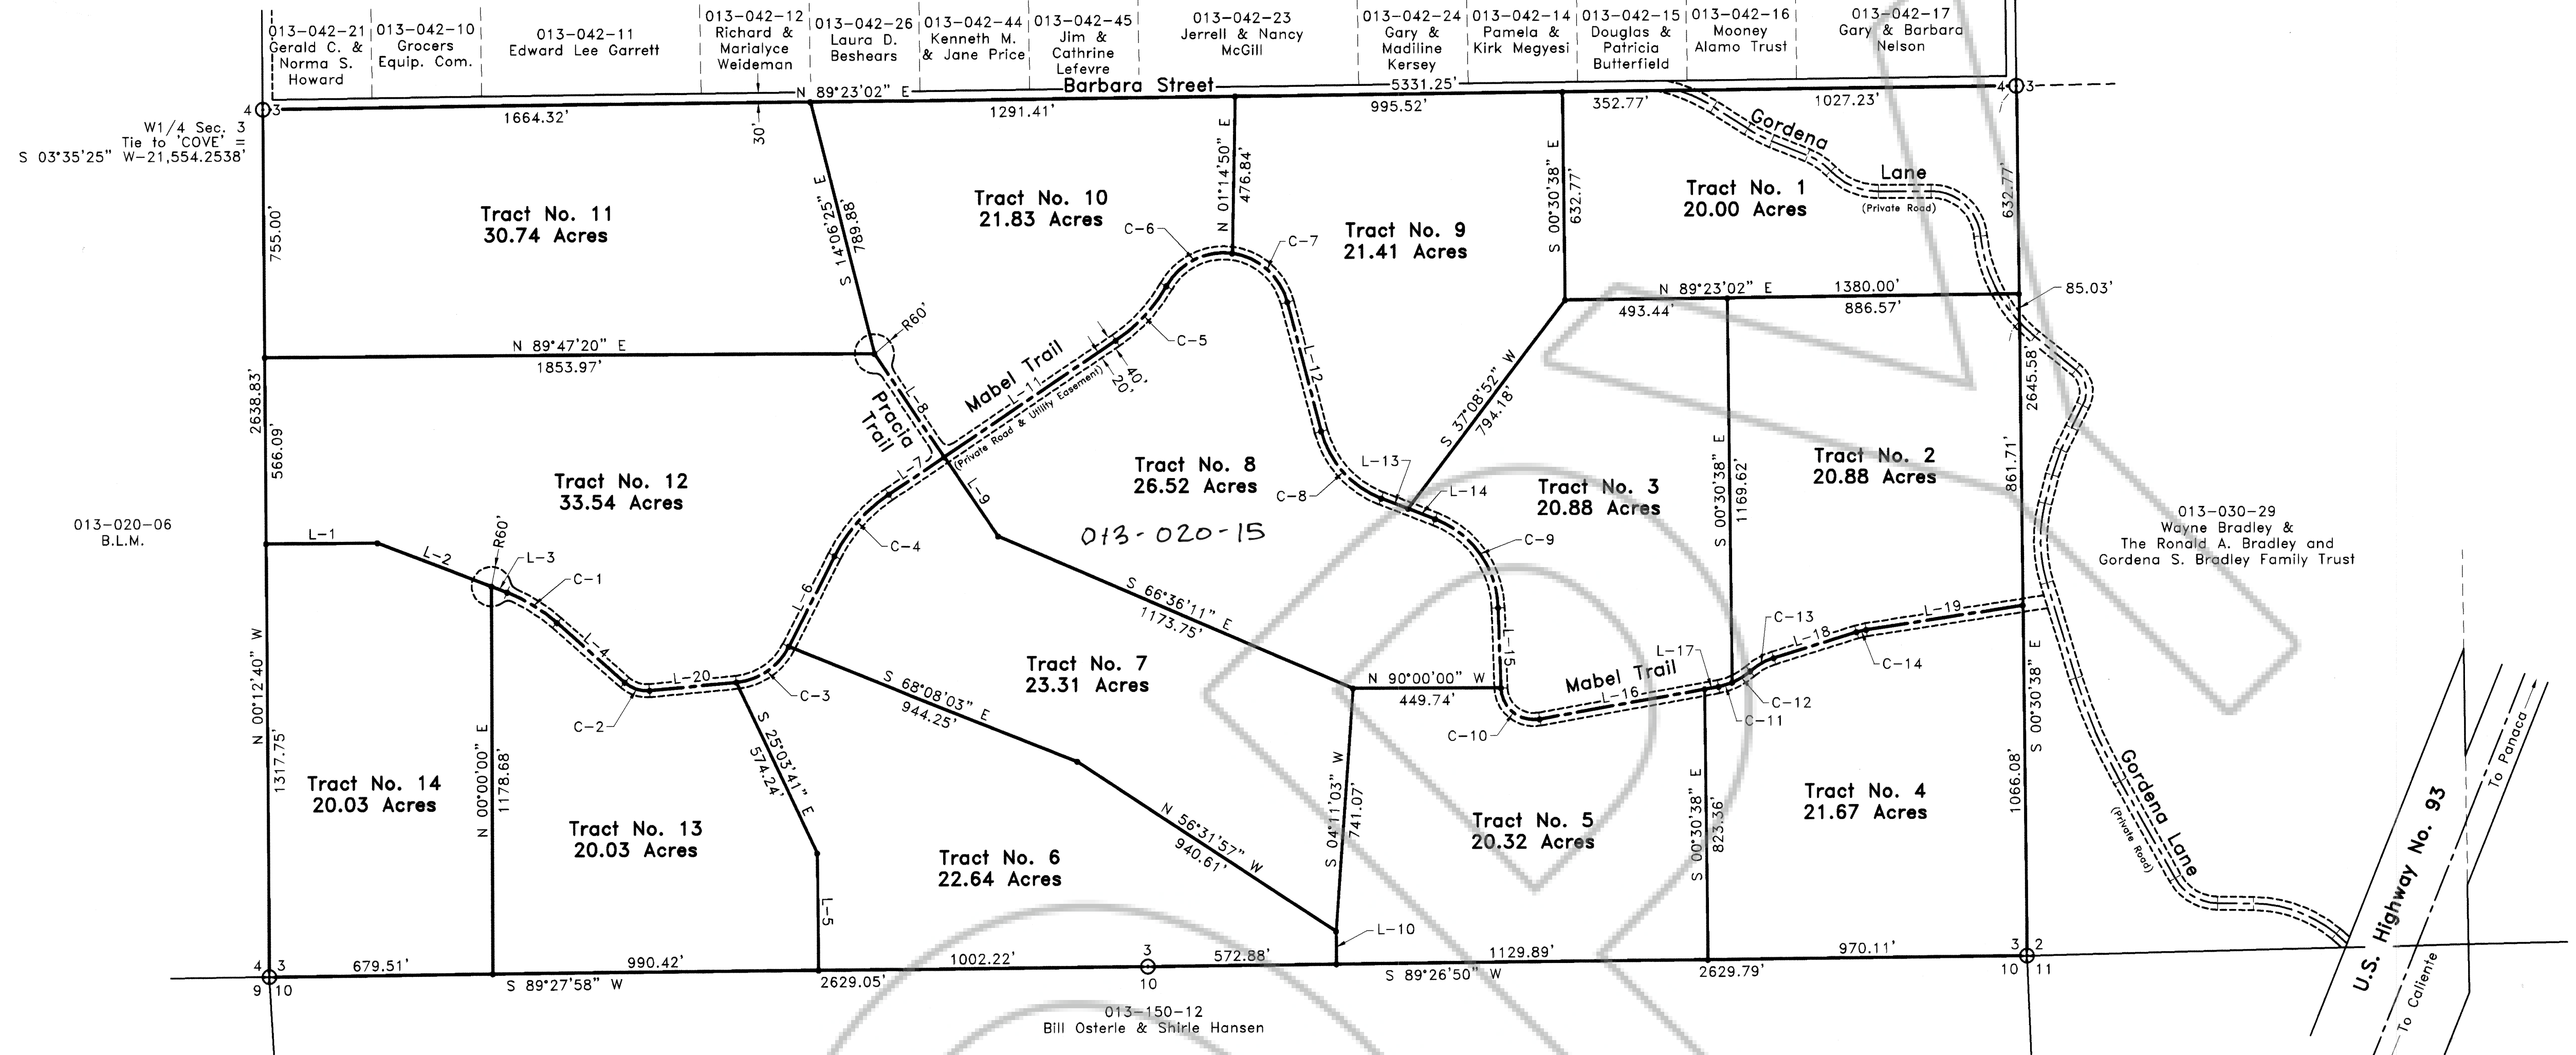 013-042-21
Gerald C. &
Norma S.
Howard
013-042-10
Grocers
Equip. Com.
013-042-11
Edward Lee Garrett
013-042-12
Richard &
Marialyce
Weideman
013-042-26
Laura D.
Beshears
013-042-44
Kenneth M.
& Jane Price
013-042-45
Jim &
Cathrine
Lefevre
013-042-23
Jerrell & Nancy
McGill
013-042-24
Gary &
Madiline
Kersey
013-042-14
Pamela &
Kirk Megyesi
013-042-15
Douglas &
Patricia
Butterfield
013-042-16
Mooney
Alamo Trust
013-042-17
Gary & Barbara
Nelson
N 89°23'02" E
Barbara Street
5331.25'
4 3
4 3
1664.32'
30'
1291.41'
995.52'
352.77'
1027.23'
W1/4 Sec. 3
Tie to 'COVE' =
S 03°35'25" W-21,554.2538'
755.00'
Tract No. 11
30.74 Acres
S 14°06'25" E
789.88'
Tract No. 10
21.83 Acres
C-6
N 01°14'50" E
476.84'
C-7
Tract No. 9
21.41 Acres
S 00°30'38" E
632.77'
Gordena
Lane
(Private Road)
Tract No. 1
20.00 Acres
632.77'
N 89°23'02" E
1380.00'
493.44'
886.57'
85.03'
R60'
N 89°47'20" E
1853.97'
L-8
Pracia
Trail
Mabel Trail
L-11
(Private Road & Utility Easement)
40'
20'
C-5
L-12
S 37°08'52" W
794.18'
2638.83'
566.09'
2645.58'
861.71'
L-7
L-9
Tract No. 12
33.54 Acres
Tract No. 8
26.52 Acres
013-020-15
C-8
L-13
L-14
Tract No. 3
20.88 Acres
S 00°30'38" E
1169.62'
Tract No. 2
20.88 Acres
013-020-06
B.L.M.
013-030-29
Wayne Bradley &
The Ronald A. Bradley and
Gordena S. Bradley Family Trust
L-1
L-2
R60'
L-3
C-1
C-4
C-9
L-6
S 66°36'11" E
1173.75'
L-4
L-20
C-2
C-3
N 00°12'40" W
1317.75'
N 00°00'00" E
1178.68'
S 25°03'41" E
574.24'
S 68°08'03" E
944.25'
Tract No. 7
23.31 Acres
N 90°00'00" W
449.74'
L-15
C-10
Mabel Trail
L-16
L-17
C-11
C-12
C-13
L-18
C-14
L-19
S 00°30'38" E
1066.08'
Tract No. 14
20.03 Acres
Tract No. 13
20.03 Acres
L-5
Tract No. 6
22.64 Acres
N 56°31'57" W
940.61'
S 04°11'03" W
741.07'
Tract No. 5
20.32 Acres
S 00°30'38" E
823.36'
Tract No. 4
21.67 Acres
Gordena Lane
(Private Road)
U.S. Highway No. 93
To Panaca
To Caliente
L-10
4 3
9 10
679.51'
990.42'
1002.22'
3
10
572.88'
1129.89'
970.11'
3 2
10 11
S 89°27'58" W
2629.05'
S 89°26'50" W
2629.79'
013-150-12
Bill Osterle & Shirle Hansen